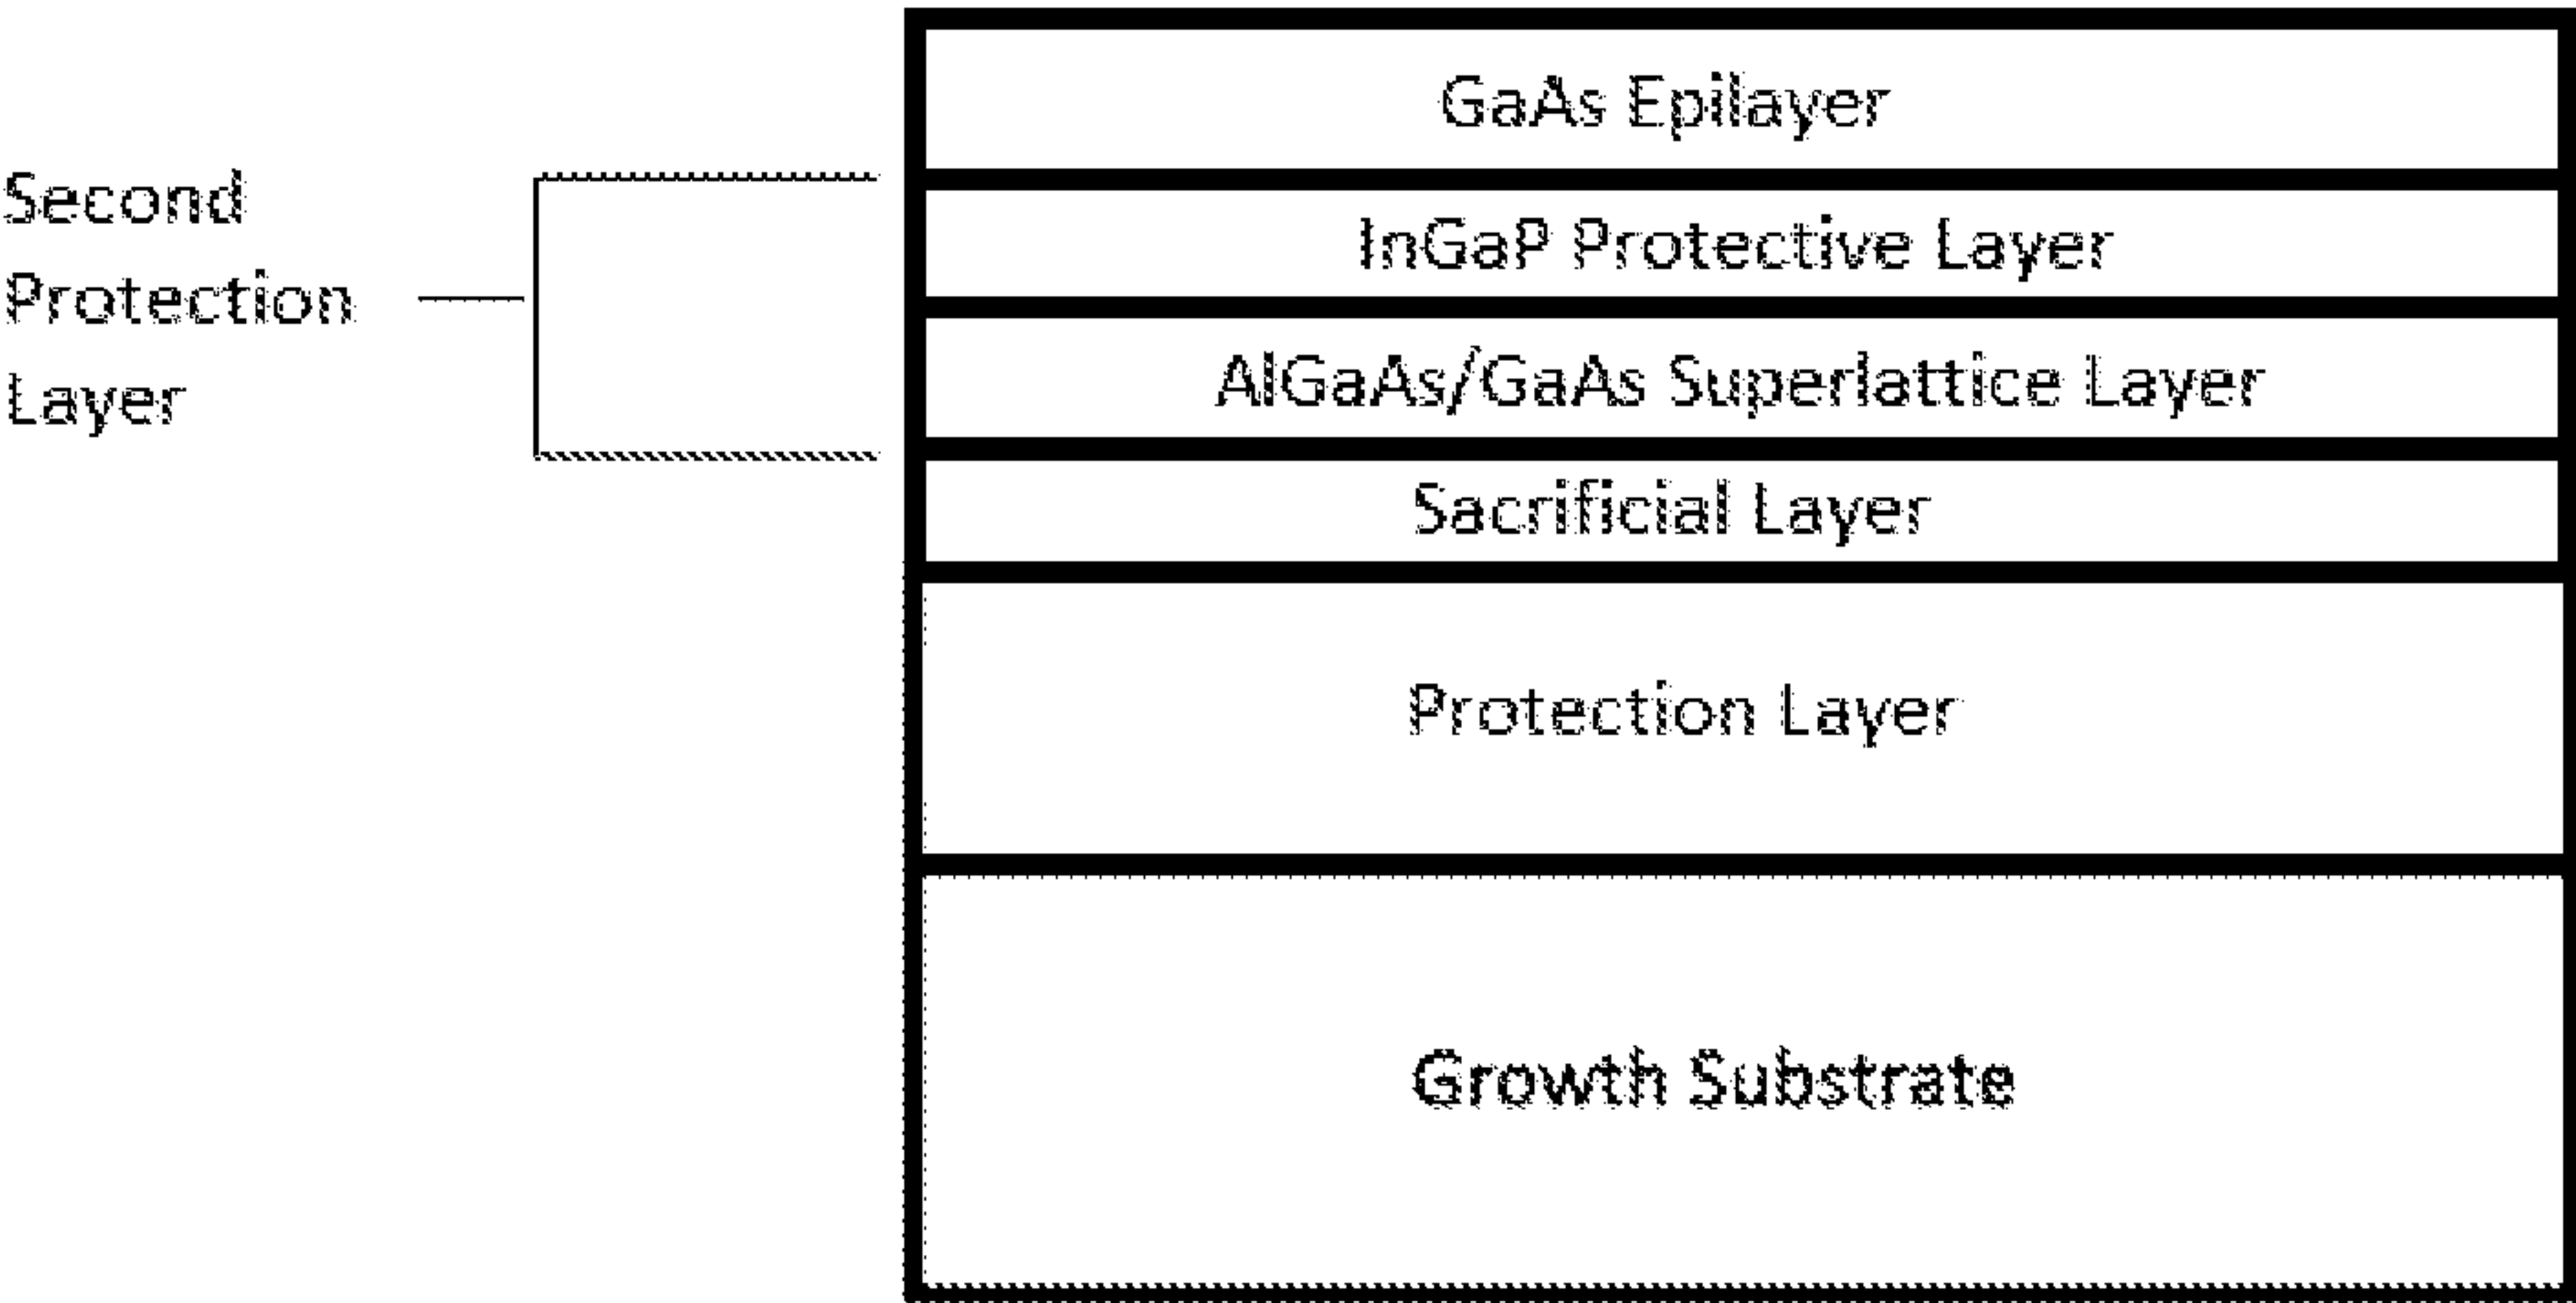 GaAs Epilayer
Second
Protection
Layer
InGaP Protective Layer
AlGaAs/GaAs Superlattice Layer
Sacrificial Layer
Protection Layer
Growth Substrate